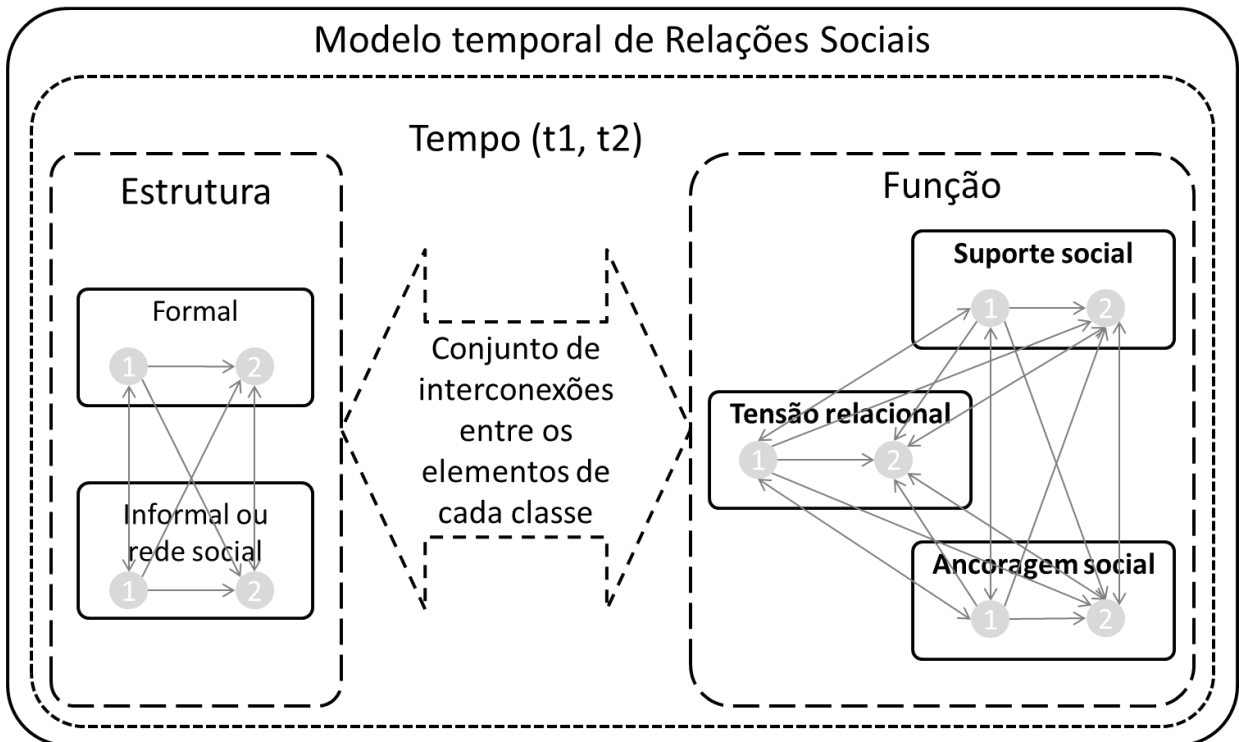 Modelo temporal de Relações Sociais
Tempo (t1, t2)
Estrutura
Formal
1 2
Informal ou
rede social
1 2
Conjunto de
interconexões
entre os
elementos de
cada classe
Função
Suporte social
1 2
Tensão relacional
1 2
Ancoragem social
1 2